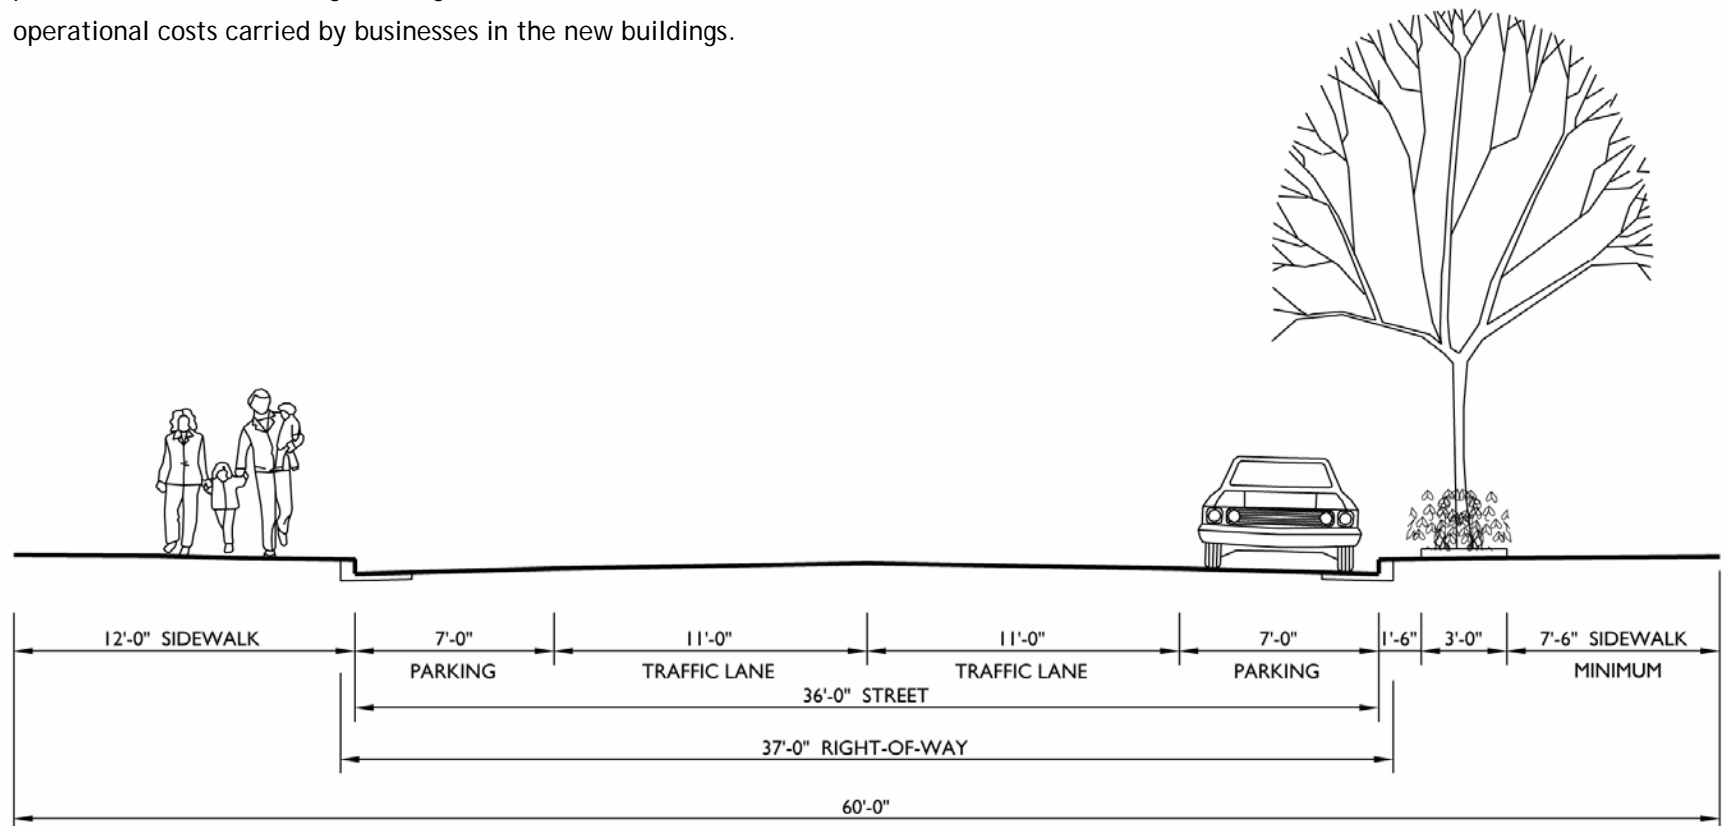 operational costs carried by businesses in the new buildings.
12'-0" SIDEWALK 7'-0" 11'-0" 11'-0" 7'-0" 1'-6" 3'-0" 7'-6" SIDEWALK
PARKING TRAFFIC LANE TRAFFIC LANE PARKING MINIMUM
36'-0" STREET
37'-0" RIGHT-OF-WAY
60'-0"